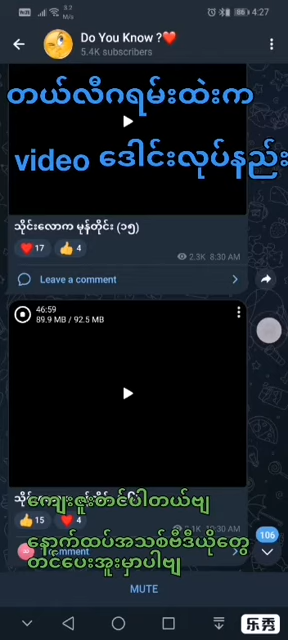 4:27
Do You Know ?❤️
5.4K subscribers
တယ်လီဂရမ်းထဲက
video ဒေါင်းလုပ်နည်း
သိုင်းလောက မုန်တိုင်း (၁၅)
❤️ 17 👍 4
2.3K 8:30 AM
Leave a comment
46:59
89.9 MB / 92.5 MB
ကျေးဇူးတင်ပါတယ်ဗျ
👍 15 ❤️ 4
10:30 AM
နောက်ထပ်အသစ်ဗီဒီယိုတွေ
106
တင်ပေးအူးမှာပါဗျ
MUTE
乐秀